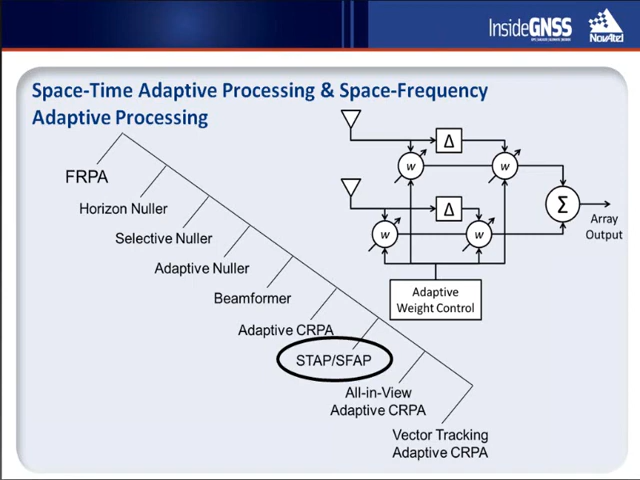 InsideGNSS
NovAtel
Space-Time Adaptive Processing & Space-Frequency
Adaptive Processing
FRPA
Horizon Nuller
Selective Nuller
Adaptive Nuller
Beamformer
Adaptive CRPA
STAP/SFAP
All-in-View
Adaptive CRPA
Vector Tracking
Adaptive CRPA
Δ
w
w
Δ
w
w
Σ
Array
Output
Adaptive
Weight Control